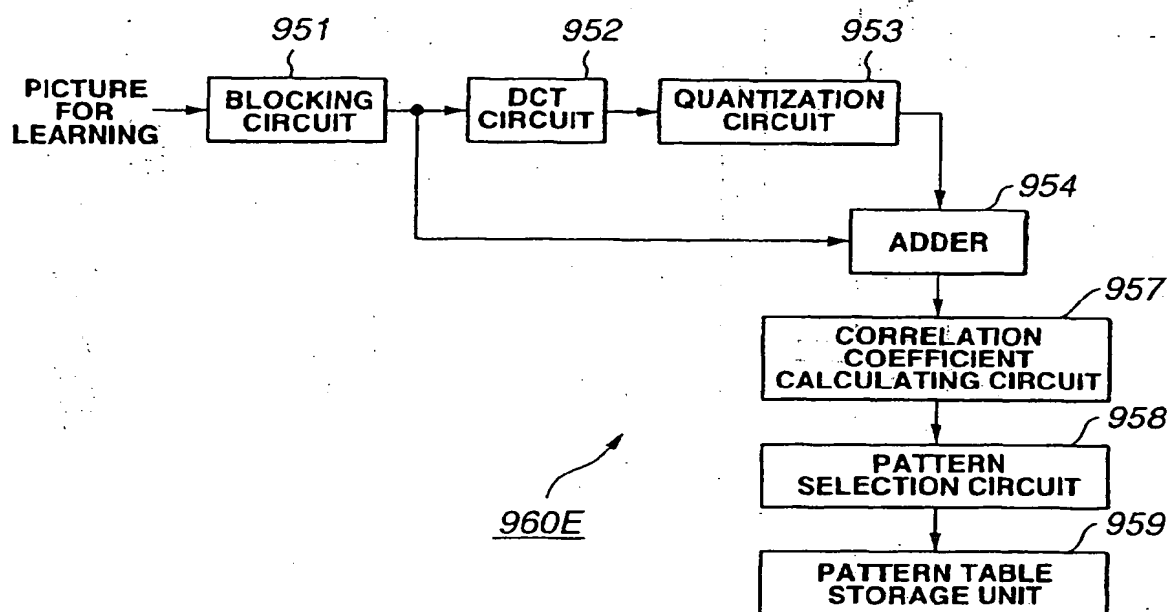 951
952
953
PICTURE
FOR
LEARNING
BLOCKING
CIRCUIT
DCT
CIRCUIT
QUANTIZATION
CIRCUIT
954
ADDER
957
CORRELATION
COEFFICIENT
CALCULATING CIRCUIT
958
PATTERN
SELECTION CIRCUIT
960E
959
PATTERN TABLE
STORAGE UNIT